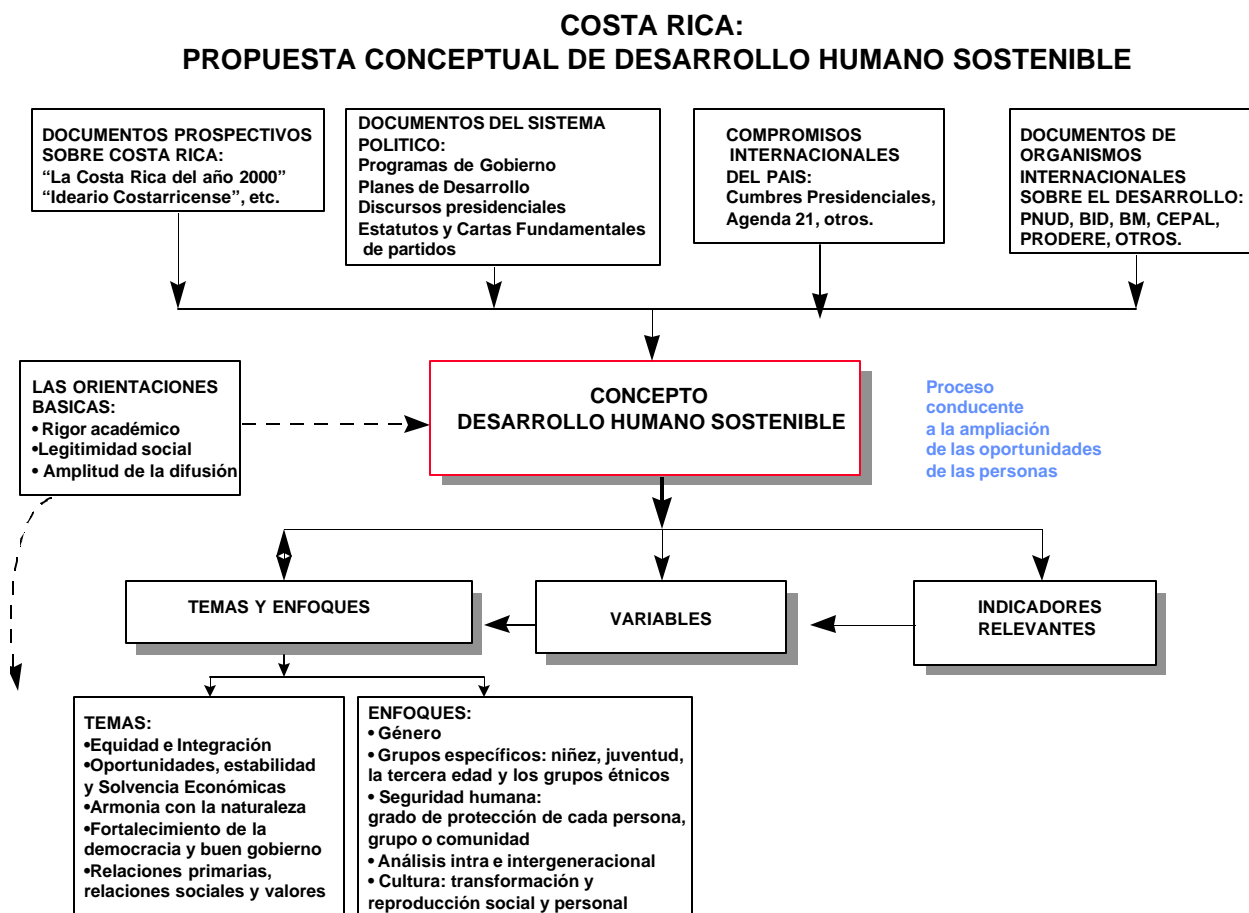 COSTA RICA:
PROPUESTA CONCEPTUAL DE DESARROLLO HUMANO SOSTENIBLE
DOCUMENTOS PROSPECTIVOS
SOBRE COSTA RICA:
“La Costa Rica del año 2000”
“Ideario Costarricense”, etc.
DOCUMENTOS DEL SISTEMA
POLITICO:
Programas de Gobierno
Planes de Desarrollo
Discursos presidenciales
Estatutos y Cartas Fundamentales
de partidos
COMPROMISOS
INTERNACIONALES
DEL PAIS:
Cumbres Presidenciales,
Agenda 21, otros.
DOCUMENTOS DE
ORGANISMOS
INTERNACIONALES
SOBRE EL DESARROLLO:
PNUD, BID, BM, CEPAL,
PRODERE, OTROS.
LAS ORIENTACIONES
BASICAS:
• Rigor académico
•Legitimidad social
• Amplitud de la difusión
CONCEPTO
DESARROLLO HUMANO SOSTENIBLE
Proceso
conducente
a la ampliación
de las oportunidades
de las personas
TEMAS Y ENFOQUES
VARIABLES
INDICADORES
RELEVANTES
TEMAS:
•Equidad e Integración
•Oportunidades, estabilidad
y Solvencia Económicas
•Armonia con la naturaleza
•Fortalecimiento de la
democracia y buen gobierno
•Relaciones primarias,
relaciones sociales y valores
ENFOQUES:
• Género
• Grupos específicos: niñez, juventud,
la tercera edad y los grupos étnicos
• Seguridad humana:
grado de protección de cada persona,
grupo o comunidad
• Análisis intra e intergeneracional
• Cultura: transformación y
reproducción social y personal